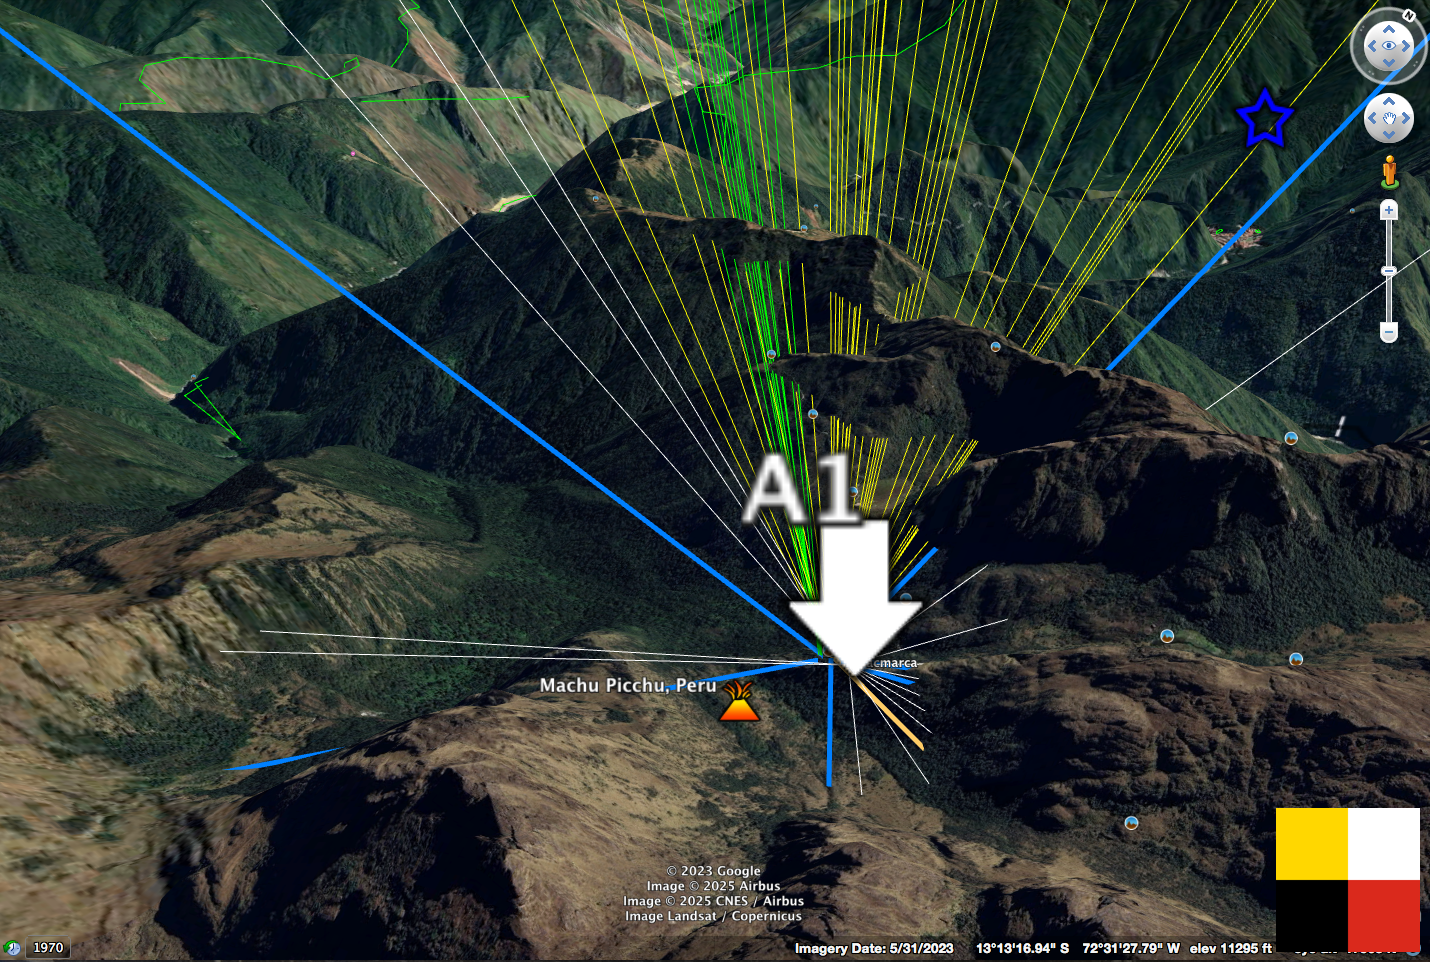 N
A1
Machu Picchu, Peru
© 2023 Google
Image © 2025 Airbus
Image © 2025 CNES / Airbus
Image Landsat / Copernicus
1970
Imagery Date: 5/31/2023 13°13'16.94" S 72°31'27.79" W elev 11295 ft